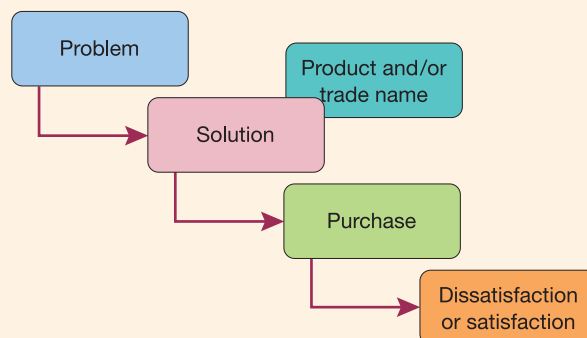 Problem
Product and/or
trade name
Solution
Purchase
Dissatisfaction
or satisfaction